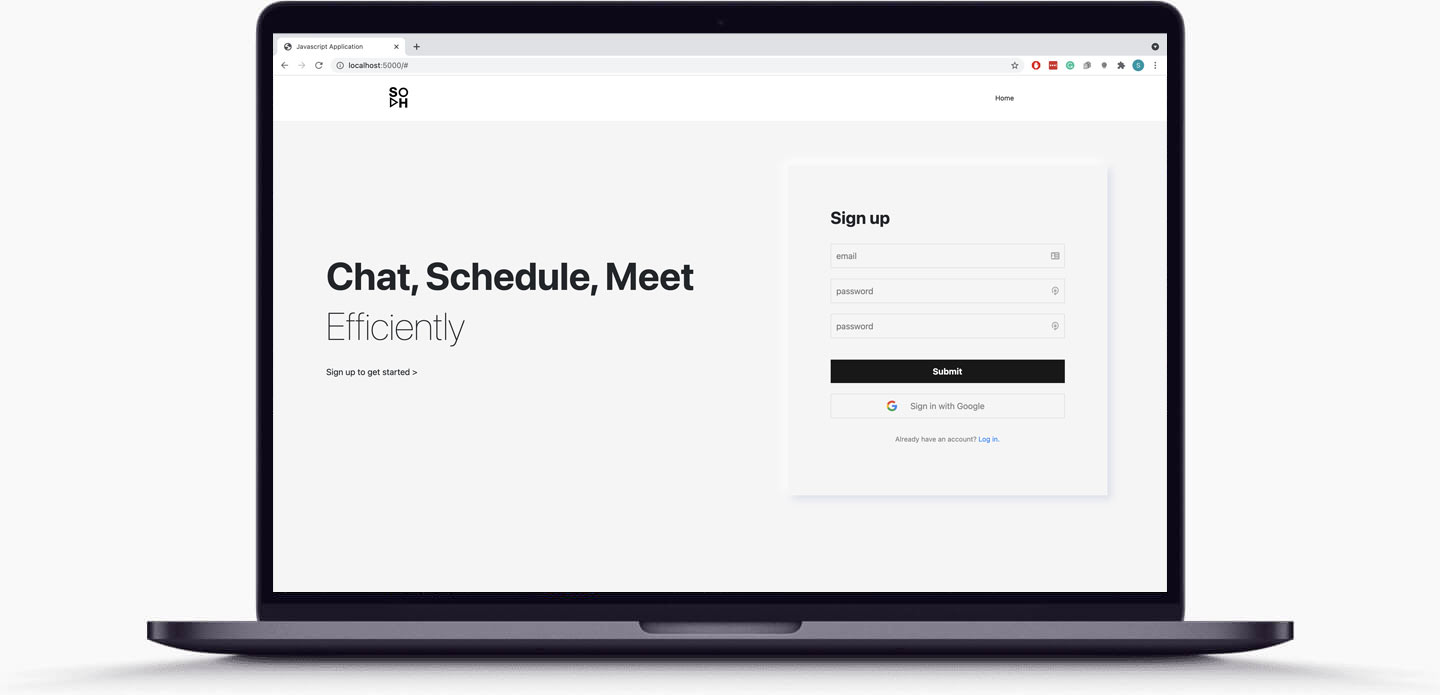 Javascript Application
localhost:5000/#
S
SO
H
Home
Chat, Schedule, Meet
Efficiently
Sign up to get started >
Sign up
email
password
password
Submit
Sign in with Google
Already have an account? Log in.